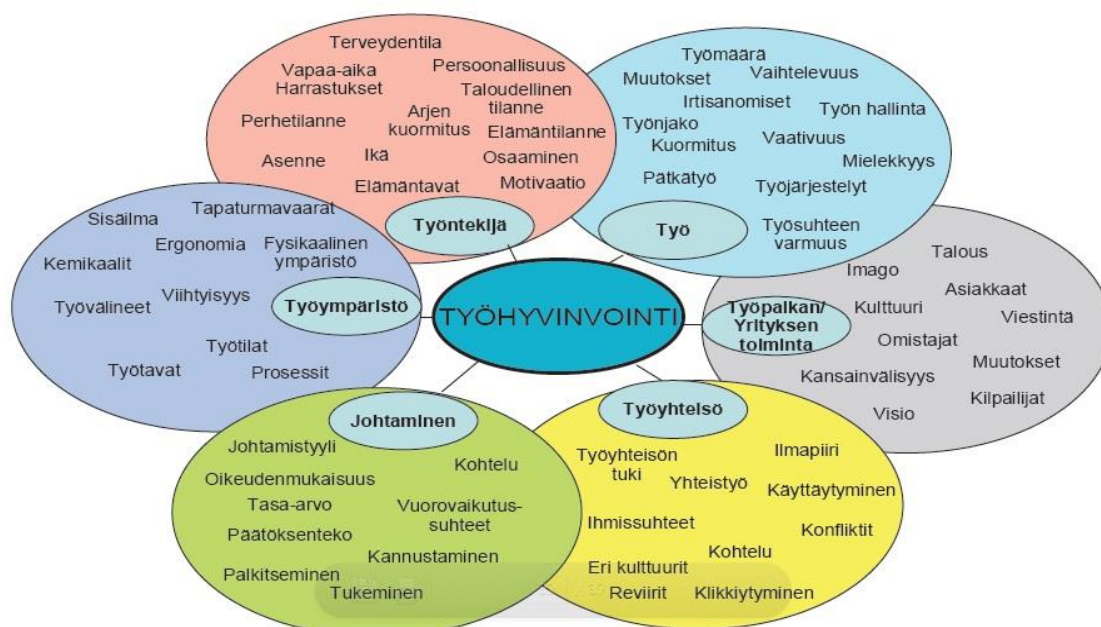 Terveydentila
Vapaa-aika
Harrastukset
Persoonallisuus
Taloudellinen
tilanne
Perhetilanne
Arjen
kuormitus
Elämäntilanne
Asenne
Ikä
Osaaminen
Elämäntavat
Motivaatio
Työntekijä
Työmäärä
Muutokset
Vaihtelevuus
Irtisanomiset
Työn hallinta
Työnjako
Kuormitus
Vaativuus
Mielekkyys
Pätkätyö
Työjärjestelyt
Työ
Työsuhteen
varmuus
Sisäilma
Tapaturmavaarat
Ergonomia
Fysikaalinen
ympäristö
Kemikaalit
Työvälineet
Viihtyisyys
Työympäristö
Työtilat
Työtavat
Prosessit
TYÖHYVINVOINTI
Talous
Imago
Asiakkaat
Työpaikan/
Yrityksen
toiminta
Kulttuuri
Viestintä
Omistajat
Muutokset
Kansainvälisyys
Kilpailijat
Visio
Johtaminen
Johtamistyyli
Kohtelu
Oikeudenmukaisuus
Tasa-arvo
Vuorovaikutus-
suhteet
Päätöksenteko
Kannustaminen
Palkitseminen
Tukeminen
Työyhteisö
Työyhteisön
tuki
Ilmapiiri
Yhteistyö
Käyttäytyminen
Ihmissuhteet
Konfliktit
Kohtelu
Eri kulttuurit
Reviirit
Klikkiytyminen